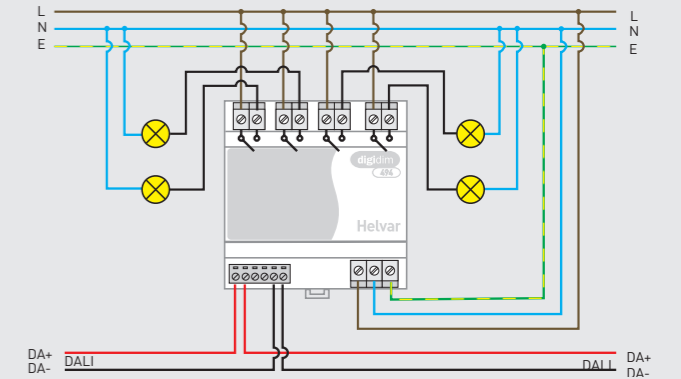 L
N
E
L
N
E
digidim
494
Helvar
DA+
DALI
DA-
DALI
DA+
DA-